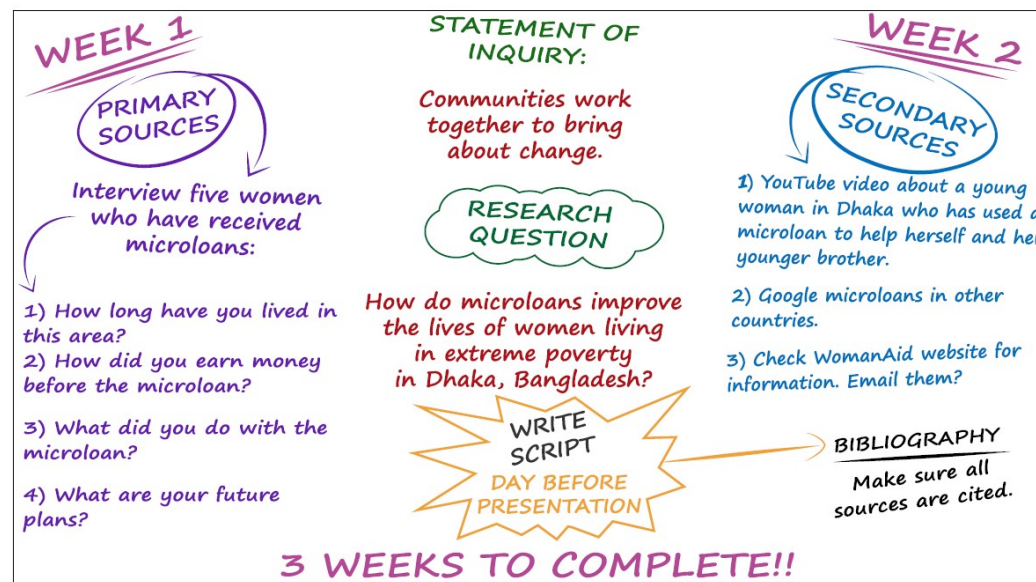 WEEK 1
PRIMARY
SOURCES
Interview five women
who have received
microloans:
1) How long have you lived in
this area?
2) How did you earn money
before the microloan?
3) What did you do with the
microloan?
4) What are your future
plans?
STATEMENT OF
INQUIRY:
Communities work
together to bring
about change.
RESEARCH
QUESTION
How do microloans improve
the lives of women living
in extreme poverty
in Dhaka, Bangladesh?
WRITE
SCRIPT
DAY BEFORE
PRESENTATION
WEEK 2
SECONDARY
SOURCES
1) YouTube video about a young
woman in Dhaka who has used a
microloan to help herself and her
younger brother.
2) Google microloans in other
countries.
3) Check WomanAid website for
information. Email them?
BIBLIOGRAPHY
Make sure all
sources are cited.
3 WEEKS TO COMPLETE!!